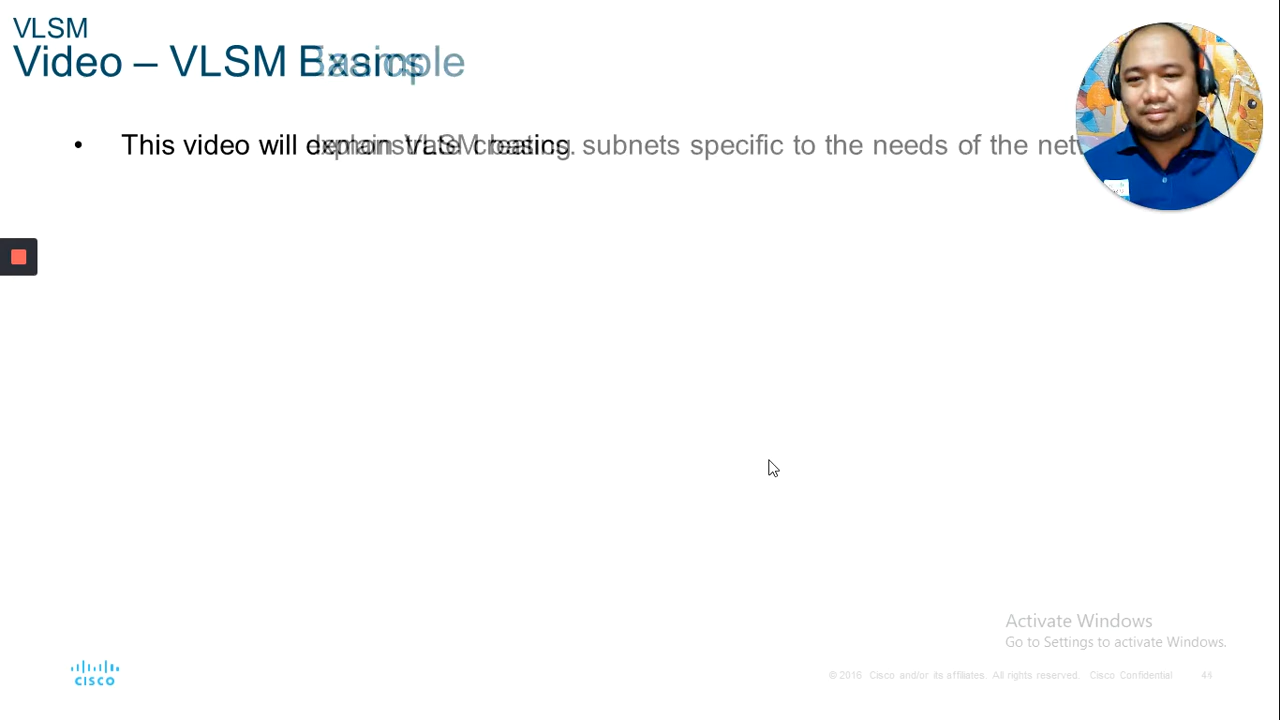 VLSM
Video – VLSM
This video will subnets specific to the needs of the
Activate Windows
Go to Settings to activate Windows.
CISCO
© 2016 Cisco and/or its affiliates. All rights reserved. Cisco Confidential